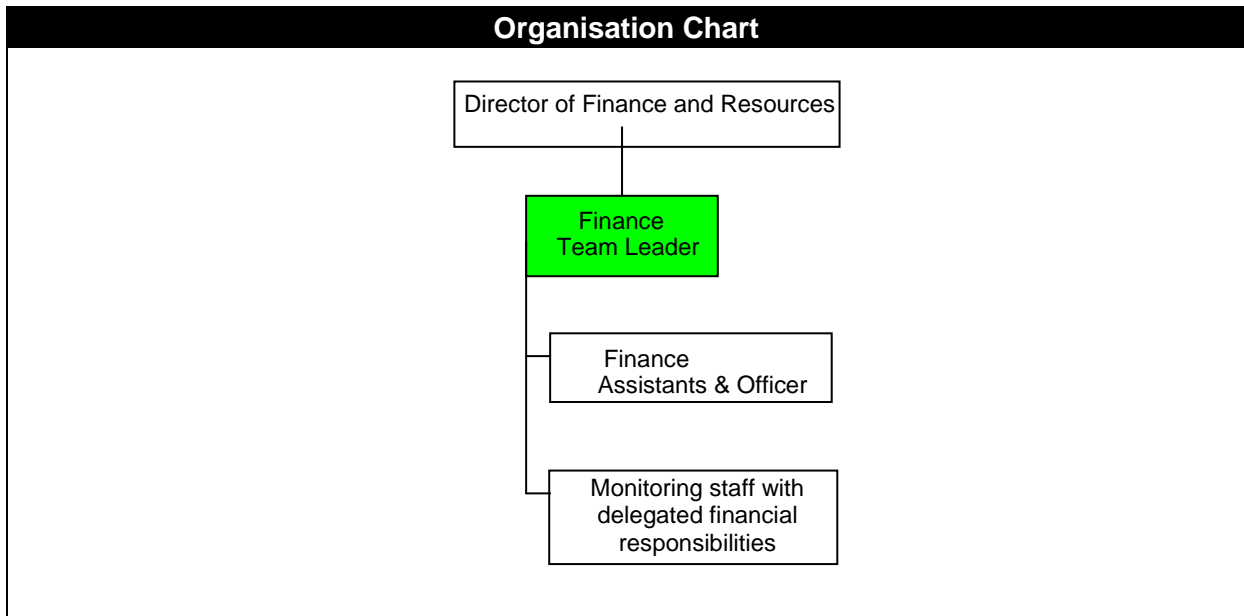 Organisation Chart
Director of Finance and Resources
Finance
Team Leader
Finance
Assistants & Officer
Monitoring staff with
delegated financial
responsibilities